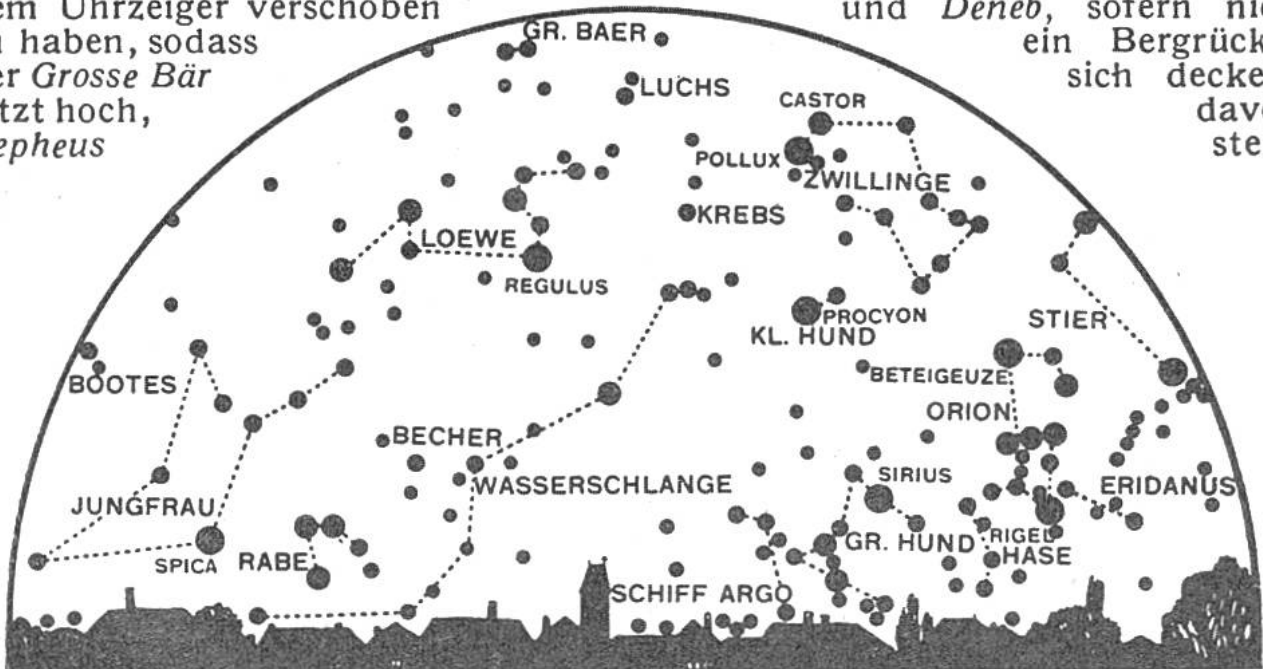 em Uhrzeiger verschoben
haben, sodass
er Grosse Bär
tzt hoch,
epheus
und Deneb, sofern nic
ein Bergrück
sich decke
dav
ste
GR. BAER
LUCHS
CASTOR
POLLUX
ZWILLINGE
KREBS
LOEWE
REGULUS
PROCYON
KL. HUND
STIER
BOOTES
BETEIGEUZE
ORION
BECHER
SIRIUS
WASSERSCHLANGE
ERIDANUS
JUNGFRAU
RIGEL
GR. HUND
HASE
SPICA
RABE
SCHIFF ARGO